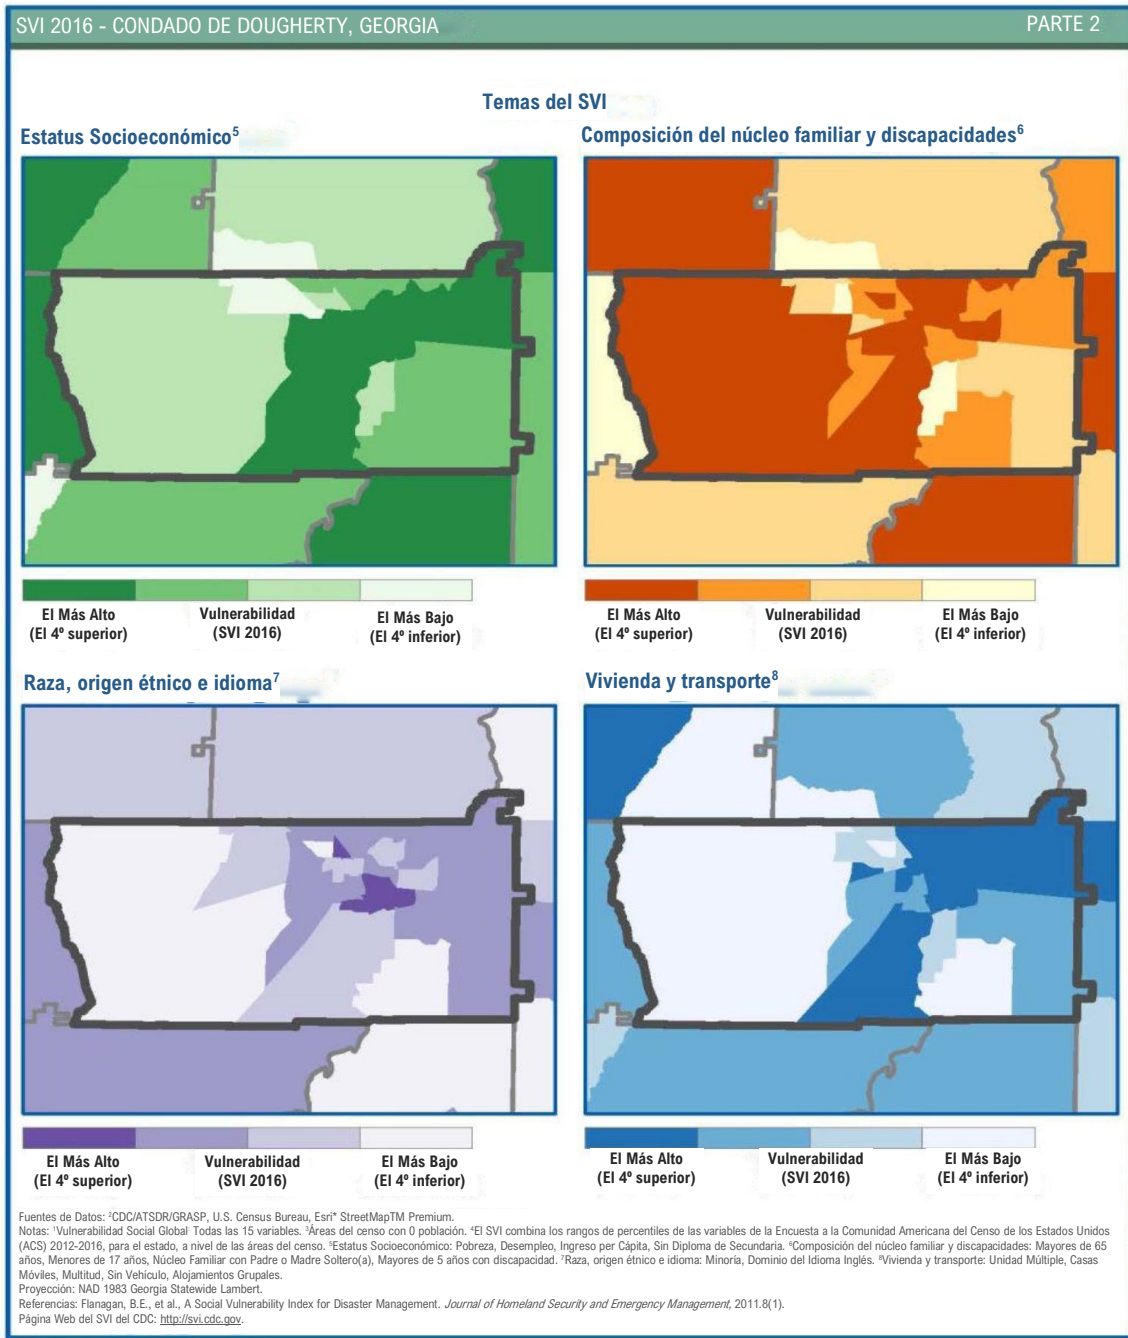 SVI 2016 - CONDADO DE DOUGHERTY, GEORGIA
PARTE 2
Temas del SVI
Estatus Socioeconómico⁵
Composición del núcleo familiar y discapacidades⁶
El Más Alto
(El 4º superior)
Vulnerabilidad
(SVI 2016)
El Más Bajo
(El 4º inferior)
El Más Alto
(El 4º superior)
Vulnerabilidad
(SVI 2016)
El Más Bajo
(El 4º inferior)
Raza, origen étnico e idioma⁷
Vivienda y transporte⁸
El Más Alto
(El 4º superior)
Vulnerabilidad
(SVI 2016)
El Más Bajo
(El 4º inferior)
El Más Alto
(El 4º superior)
Vulnerabilidad
(SVI 2016)
El Más Bajo
(El 4º inferior)
Fuentes de Datos: ²CDC/ATSDR/GRASP, U.S. Census Bureau, Esri* StreetMapTM Premium.
Notas: ¹Vulnerabilidad Social Global Todas las 15 variables. ³Áreas del censo con 0 población. ⁴El SVI combina los rangos de percentiles de las variables de la Encuesta a la Comunidad Americana del Censo de los Estados Unidos
(ACS) 2012-2016, para el estado, a nivel de las áreas del censo. ⁵Estatus Socioeconómico: Pobreza, Desempleo, Ingreso per Cápita, Sin Diploma de Secundaria. ⁶Composición del núcleo familiar y discapacidades: Mayores de 65
años, Menores de 17 años, Núcleo Familiar con Padre o Madre Soltero(a), Mayores de 5 años con discapacidad. ⁷Raza, origen étnico e idioma: Minoría, Dominio del Idioma Inglés. ⁸Vivienda y transporte: Unidad Múltiple, Casas
Móviles, Multitud, Sin Vehículo, Alojamientos Grupales.
Proyección: NAD 1983 Georgia Statewide Lambert.
Referencias: Flanagan, B.E., et al., A Social Vulnerability Index for Disaster Management. Journal of Homeland Security and Emergency Management, 2011.8(1).
Página Web del SVI del CDC: http://svi.cdc.gov.